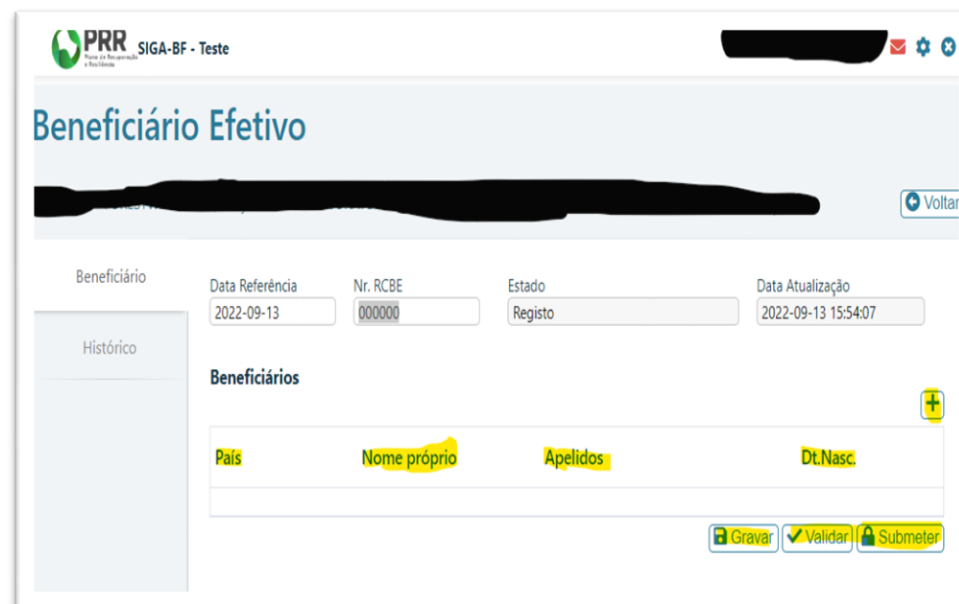 PRR SIGA-BF - Teste
Plano de Recuperação
e Resiliência
Beneficiário Efetivo
Voltar
Beneficiário
Histórico
Data Referência Nr. RCBE Estado Data Atualização
2022-09-13 000000 Registo 2022-09-13 15:54:07
Beneficiários
País Nome próprio Apelidos Dt.Nasc.
Gravar Validar Submeter